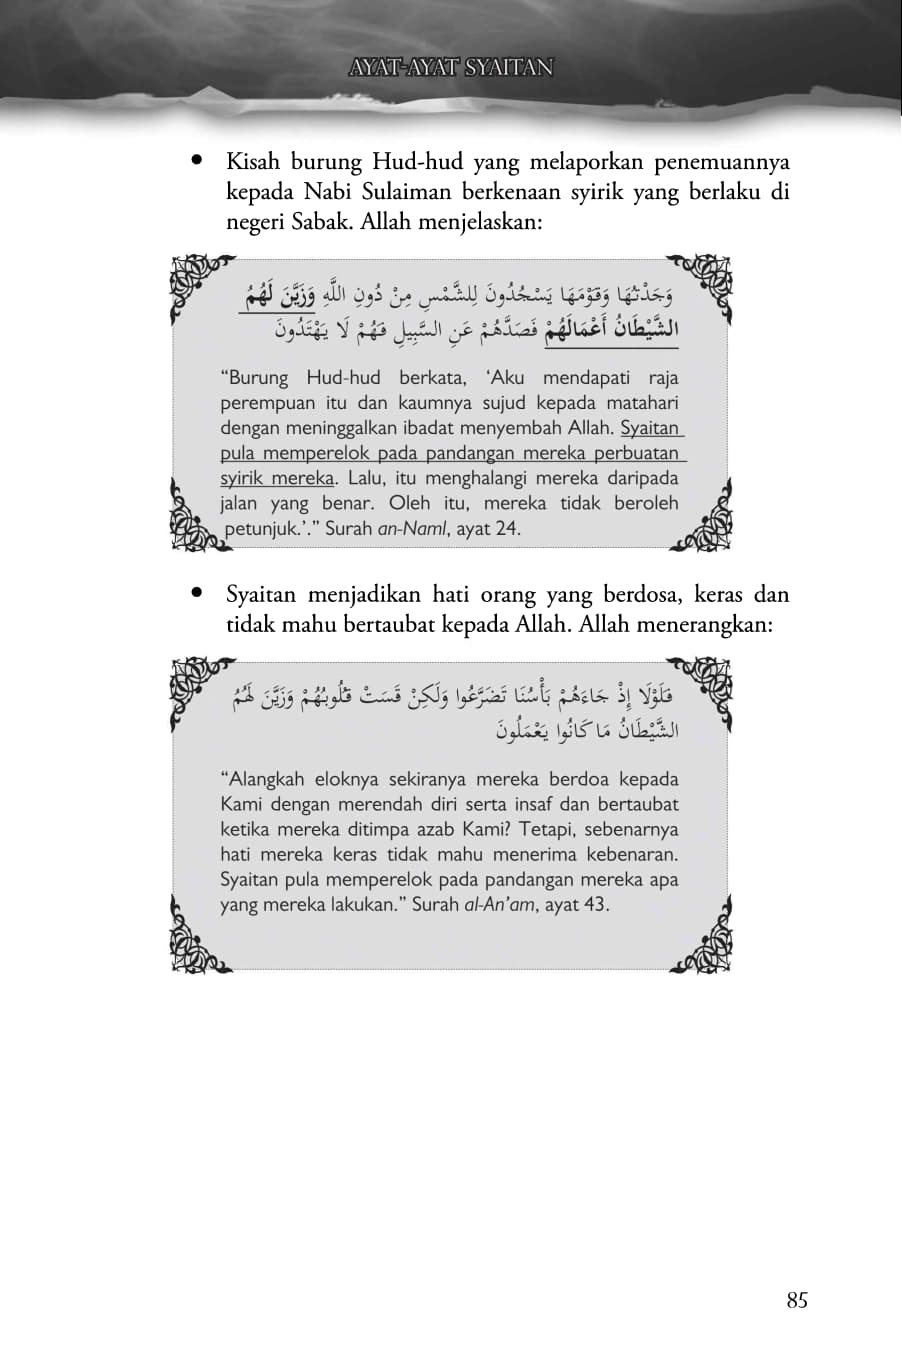 AYAT-AYAT SYAITAN
• Kisah burung Hud-hud yang melaporkan penemuannya
kepada Nabi Sulaiman berkenaan syirik yang berlaku di
negeri Sabak. Allah menjelaskan:
وَجَدْتُهَا وَقَوْمَهَا يَسْجُدُونَ لِلشَّمْسِ مِنْ دُونِ اللَّهِ وَزَيَّنَ لَهُمُ
الشَّيْطَانُ أَعْمَالَهُمْ فَصَدَّهُمْ عَنِ السَّبِيلِ فَهُمْ لَا يَهْتَدُونَ
“Burung Hud-hud berkata, ‘Aku mendapati raja
perempuan itu dan kaumnya sujud kepada matahari
dengan meninggalkan ibadat menyembah Allah. Syaitan
pula memperelok pada pandangan mereka perbuatan
syirik mereka. Lalu, itu menghalangi mereka daripada
jalan yang benar. Oleh itu, mereka tidak beroleh
petunjuk.’.” Surah an-Naml, ayat 24.
• Syaitan menjadikan hati orang yang berdosa, keras dan
tidak mahu bertaubat kepada Allah. Allah menerangkan:
فَلَوْلَا إِذْ جَاءَهُمْ بَأْسُنَا تَضَرَّعُوا وَلَكِنْ قَسَتْ قُلُوبُهُمْ وَزَيَّنَ لَهُمُ
الشَّيْطَانُ مَا كَانُوا يَعْمَلُونَ
“Alangkah eloknya sekiranya mereka berdoa kepada
Kami dengan merendah diri serta insaf dan bertaubat
ketika mereka ditimpa azab Kami? Tetapi, sebenarnya
hati mereka keras tidak mahu menerima kebenaran.
Syaitan pula memperelok pada pandangan mereka apa
yang mereka lakukan.” Surah al-An’am, ayat 43.
85